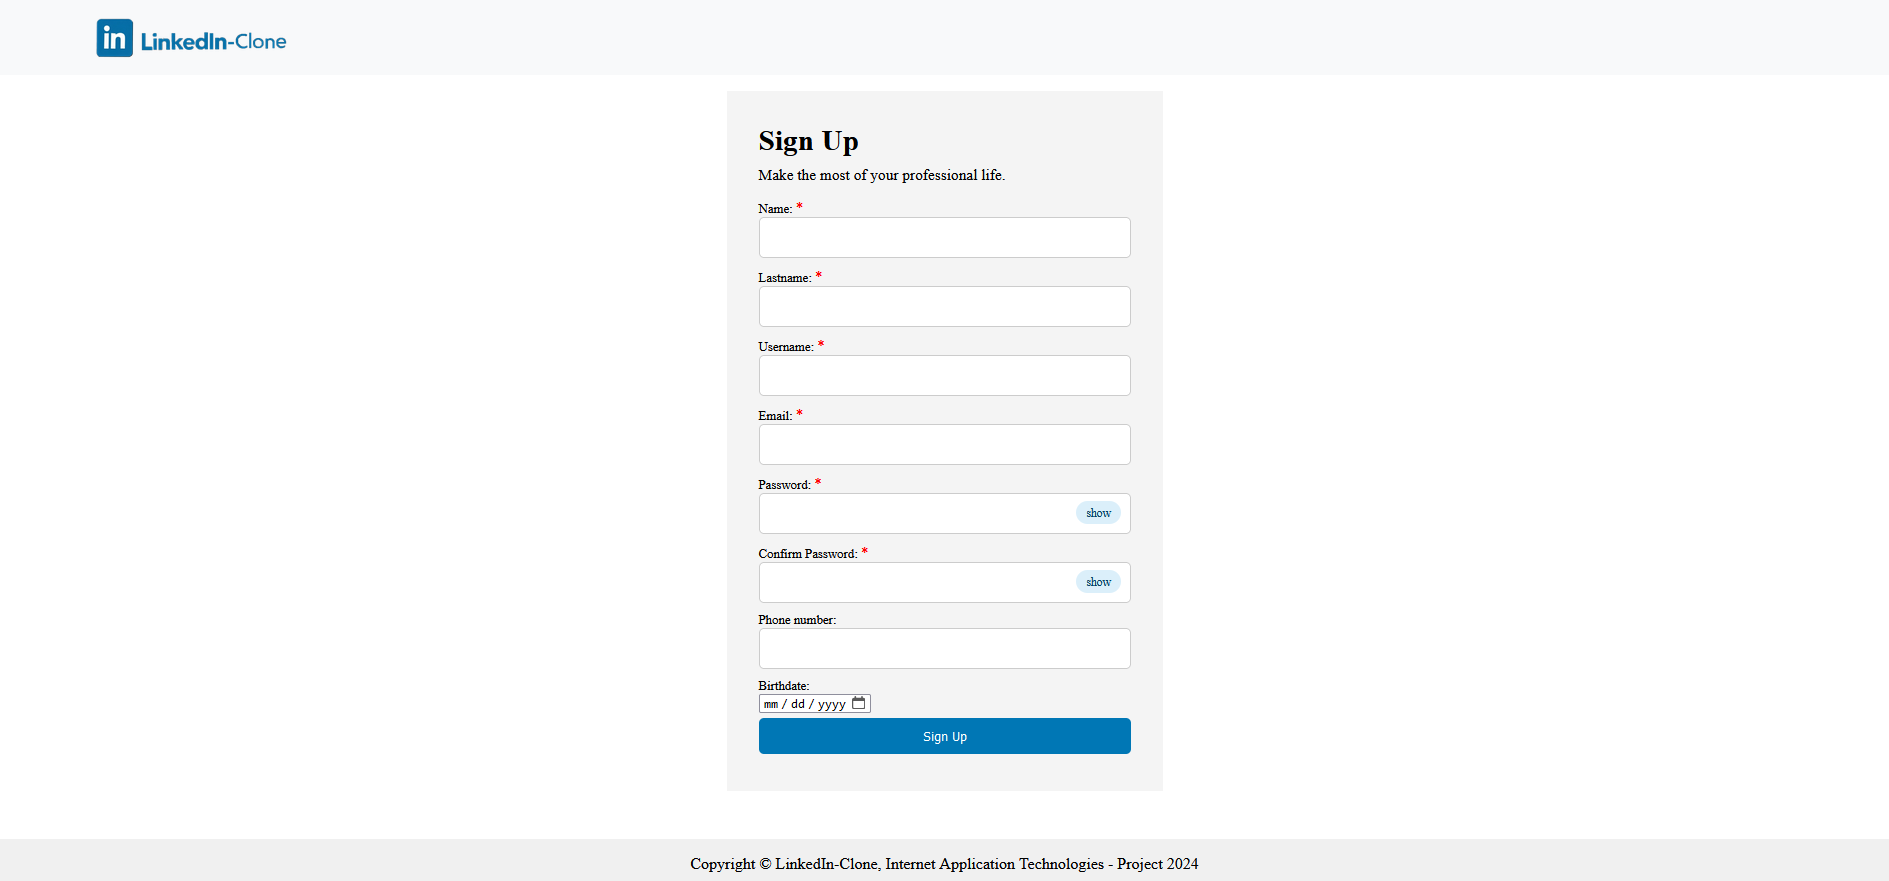 in LinkedIn-Clone
Sign Up
Make the most of your professional life.
Name: *
Lastname: *
Username: *
Email: *
Password: *
show
Confirm Password: *
show
Phone number:
Birthdate:
mm / dd / yyyy
Sign Up
Copyright © LinkedIn-Clone, Internet Application Technologies - Project 2024